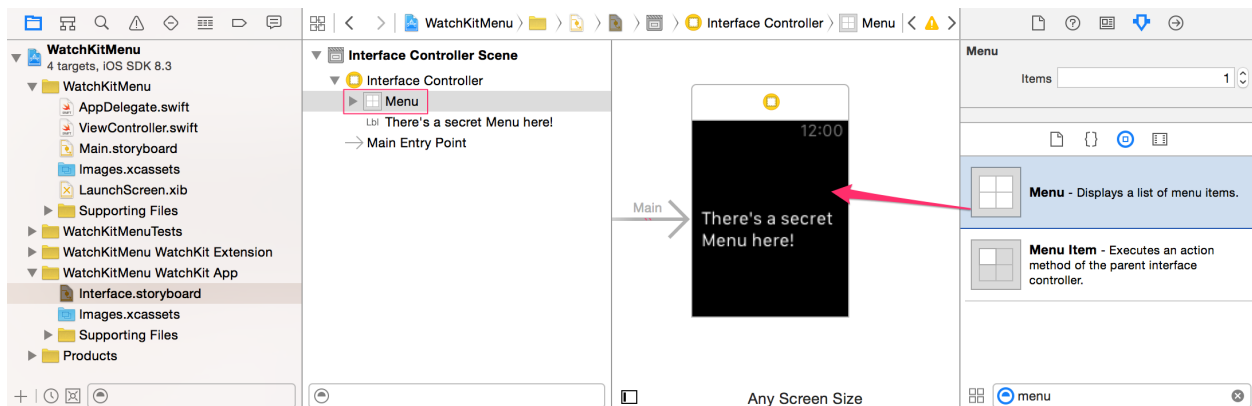 WatchKitMenu
Interface Controller
Menu
WatchKitMenu
4 targets, iOS SDK 8.3
WatchKitMenu
AppDelegate.swift
ViewController.swift
Main.storyboard
Images.xcassets
LaunchScreen.xib
Supporting Files
WatchKitMenuTests
WatchKitMenu WatchKit Extension
WatchKitMenu WatchKit App
Interface.storyboard
Images.xcassets
Supporting Files
Products
Interface Controller Scene
Interface Controller
Menu
Lbl There's a secret Menu here!
Main Entry Point
Main
12:00
There's a secret
Menu here!
Any Screen Size
Menu
Items 1
Menu - Displays a list of menu items.
Menu Item - Executes an action
method of the parent interface
controller.
menu